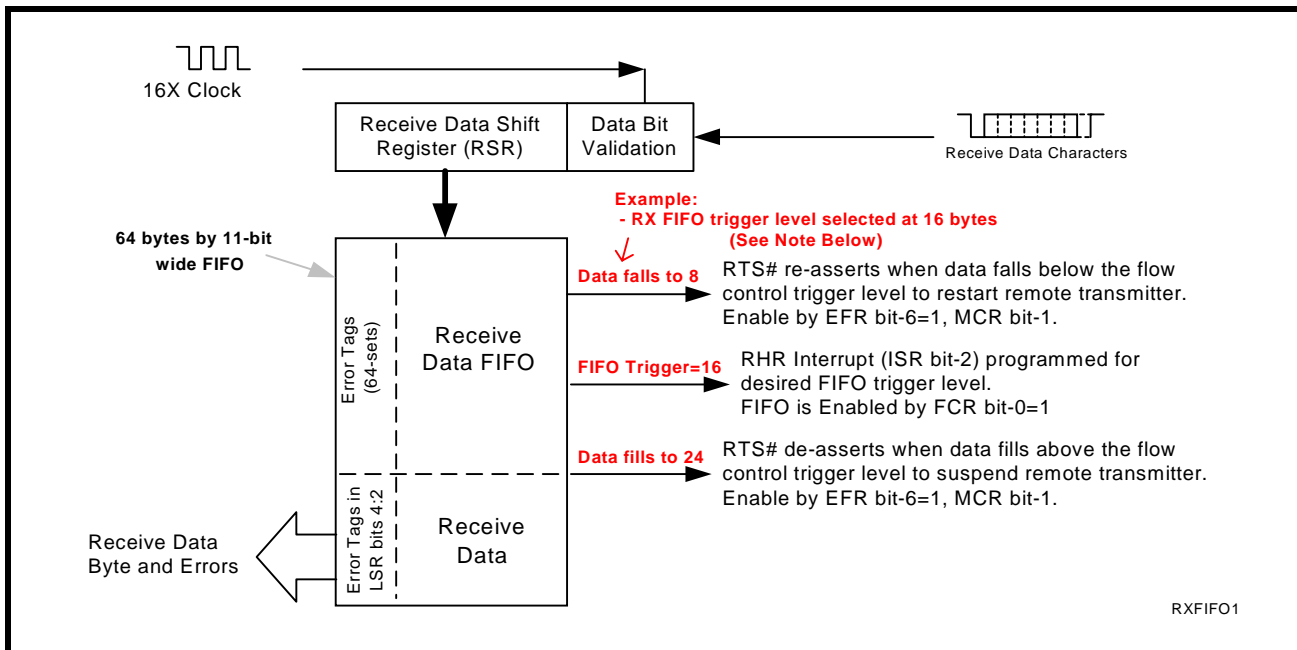 16X Clock
Receive Data Shift
Register (RSR)
Data Bit
Validation
Receive Data Characters
Example:
- RX FIFO trigger level selected at 16 bytes
(See Note Below)
64 bytes by 11-bit
wide FIFO
Error Tags
(64-sets)
Receive
Data FIFO
Data falls to 8
RTS# re-asserts when data falls below the flow
control trigger level to restart remote transmitter.
Enable by EFR bit-6=1, MCR bit-1.
FIFO Trigger=16
RHR Interrupt (ISR bit-2) programmed for
desired FIFO trigger level.
FIFO is Enabled by FCR bit-0=1
Data fills to 24
RTS# de-asserts when data fills above the flow
control trigger level to suspend remote transmitter.
Enable by EFR bit-6=1, MCR bit-1.
Error Tags in
LSR bits 4:2
Receive
Data
Receive Data
Byte and Errors
RXFIFO1